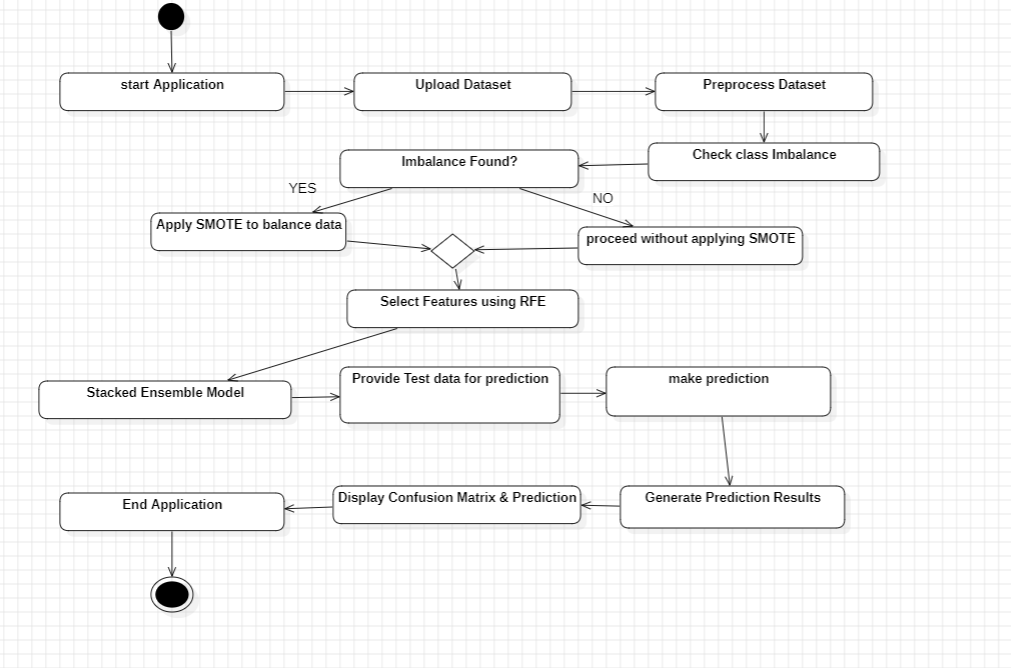 start Application
Upload Dataset
Preprocess Dataset
Check class Imbalance
Imbalance Found?
YES
NO
Apply SMOTE to balance data
proceed without applying SMOTE
Select Features using RFE
Stacked Ensemble Model
Provide Test data for prediction
make prediction
Generate Prediction Results
Display Confusion Matrix & Prediction
End Application